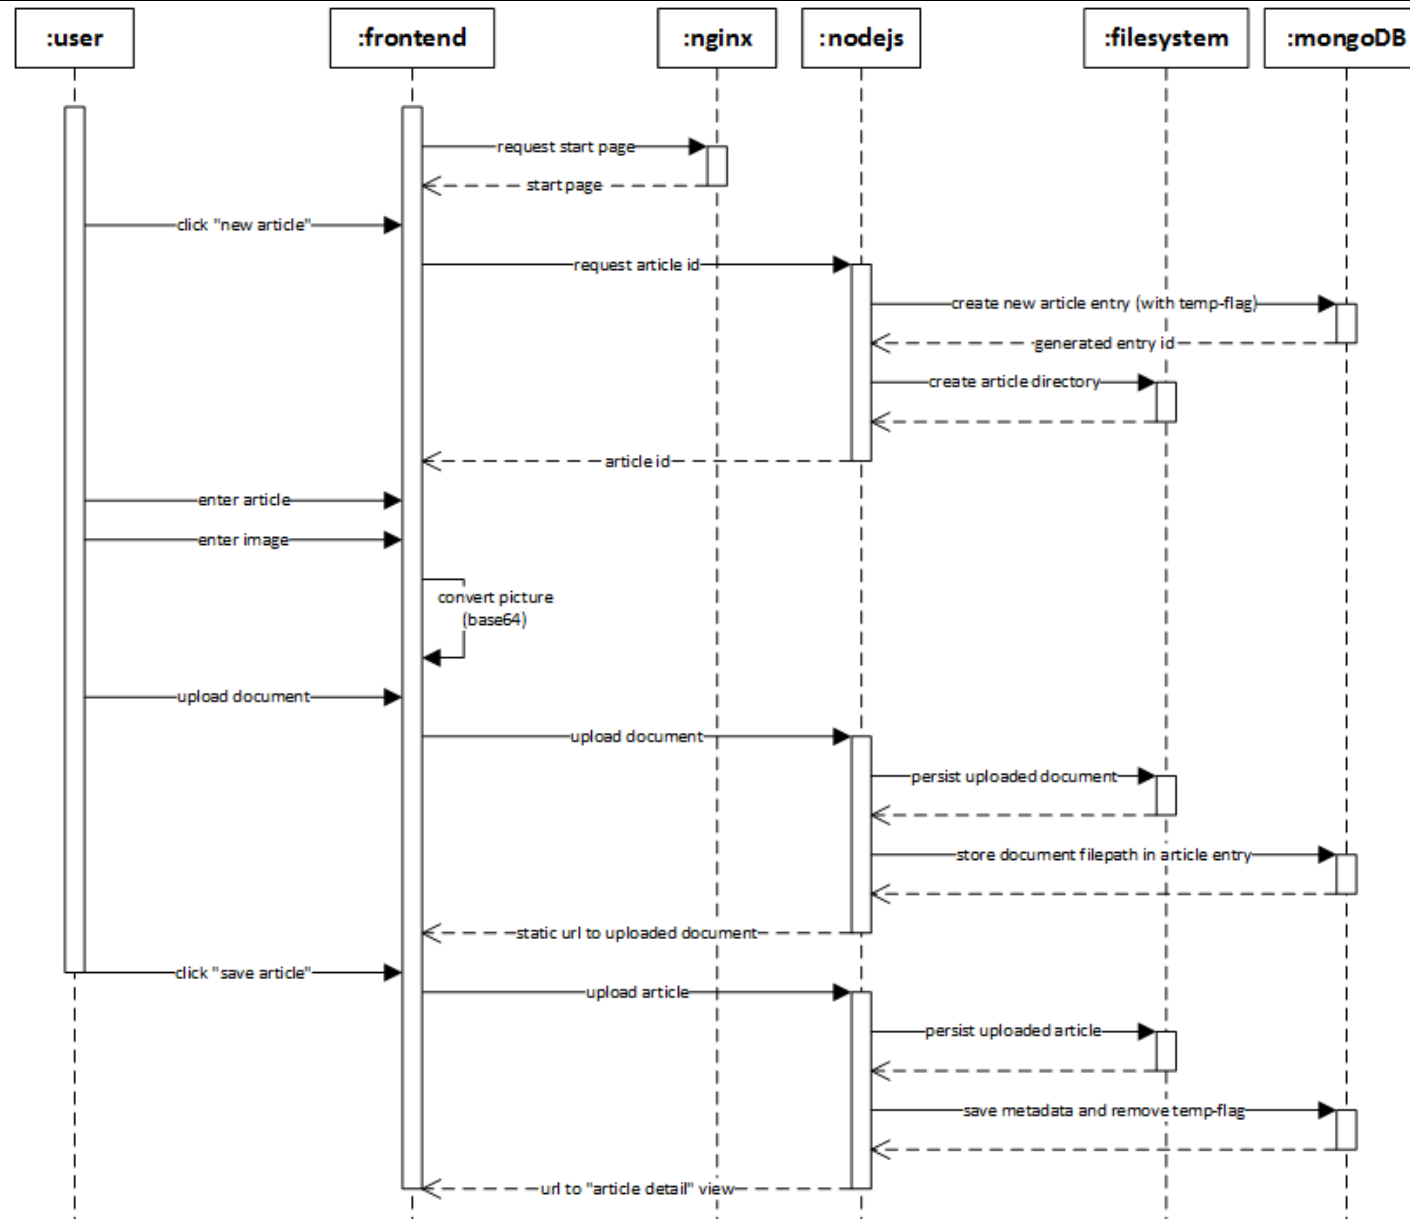 :user
:frontend
:nginx
:nodejs
:filesystem
:mongoDB
request start page
start page
click "new article"
request article id
create new article entry (with temp-flag)
generated entry id
create article directory
article id
enter article
enter image
convert picture
(base64)
upload document
upload document
persist uploaded document
store document filepath in article entry
static url to uploaded document
click "save article"
upload article
persist uploaded article
save metadata and remove temp-flag
url to "article detail" view